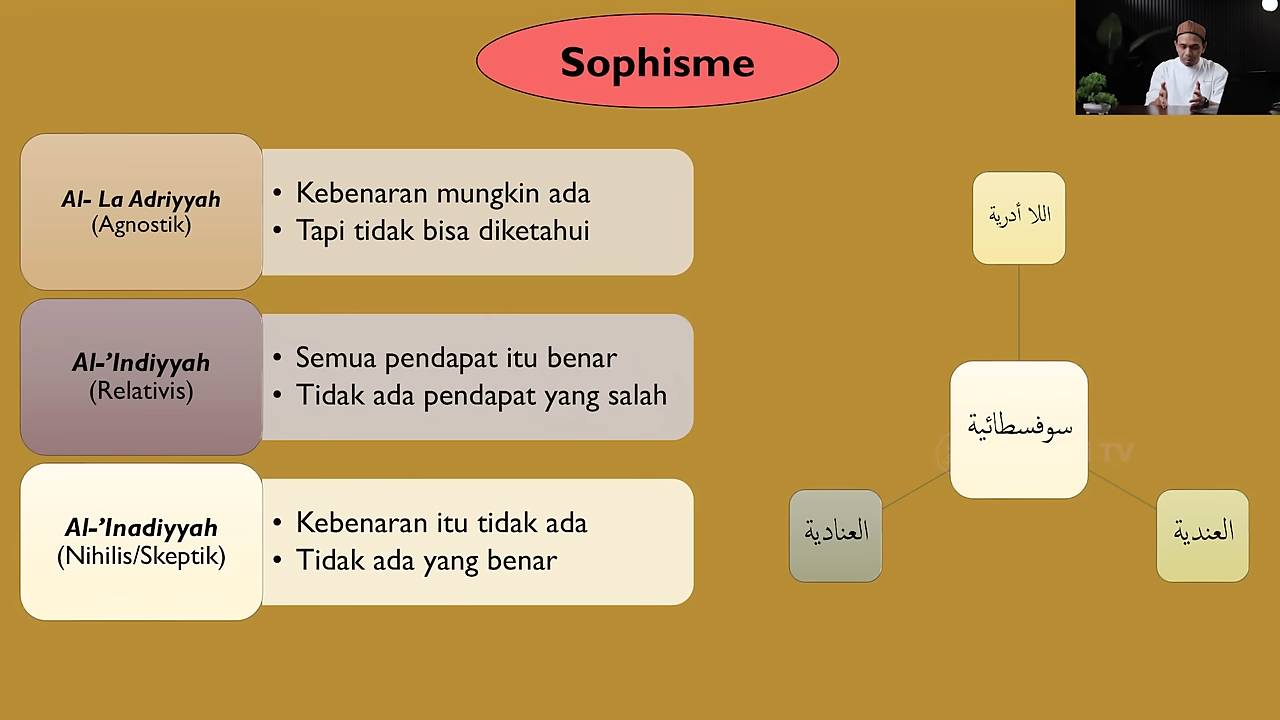 Sophisme
Al- La Adriyyah
(Agnostik)
• Kebenaran mungkin ada
• Tapi tidak bisa diketahui
Al-’Indiyyah
(Relativis)
• Semua pendapat itu benar
• Tidak ada pendapat yang salah
Al-’Inadiyyah
(Nihilis/Skeptik)
• Kebenaran itu tidak ada
• Tidak ada yang benar
اللا أدرية
سوفسطائية
TV
العنادية
العندية